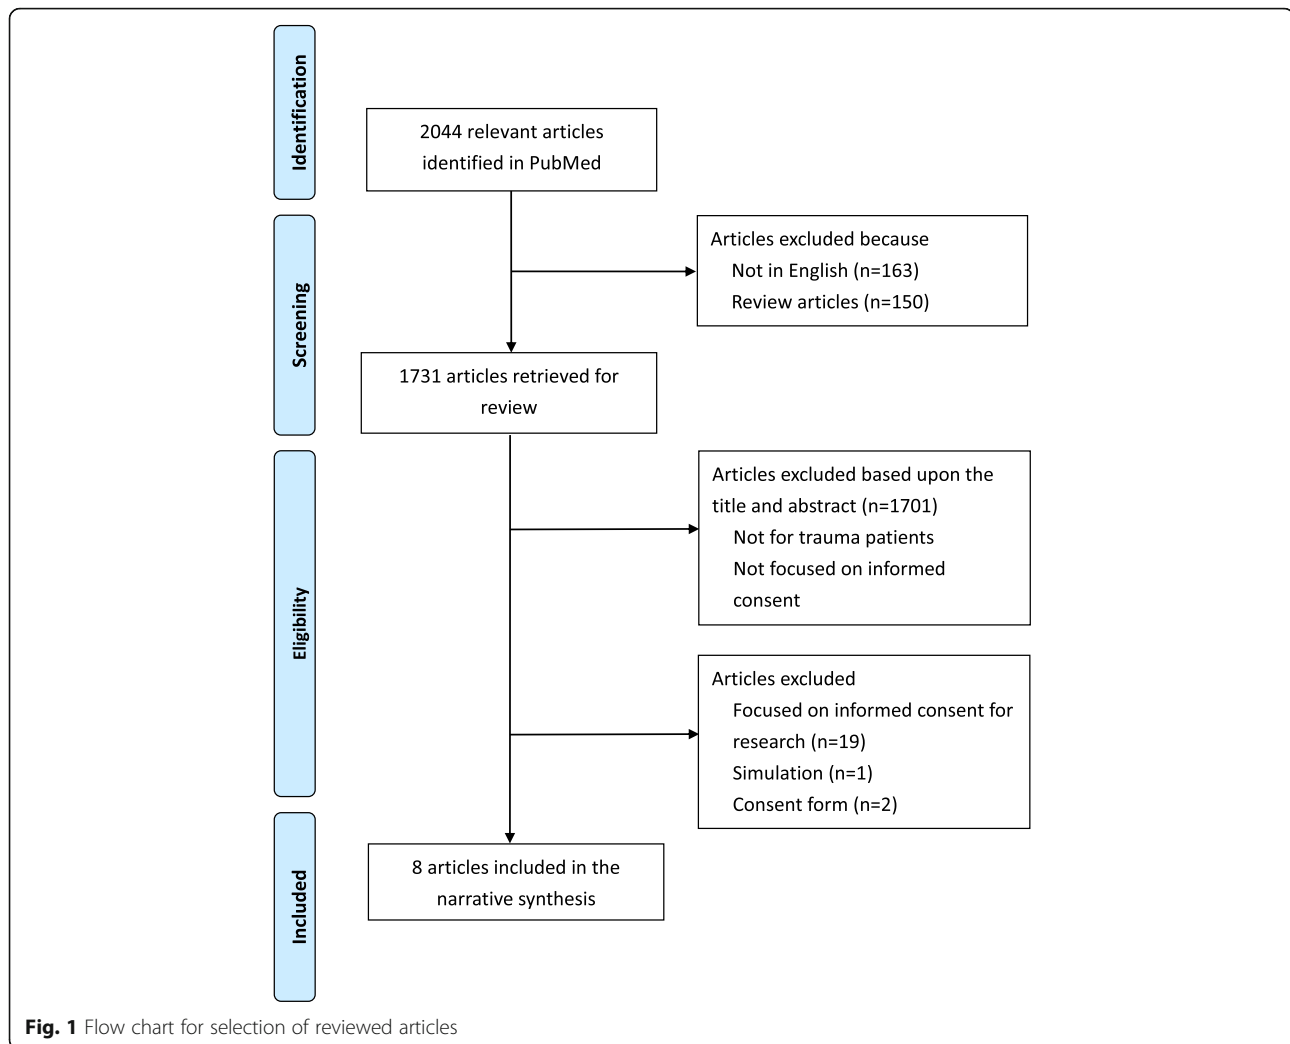 Identification
2044 relevant articles
identified in PubMed
Screening
Articles excluded because
Not in English (n=163)
Review articles (n=150)
1731 articles retrieved for
review
Eligibility
Articles excluded based upon the
title and abstract (n=1701)
Not for trauma patients
Not focused on informed
consent
Articles excluded
Focused on informed consent for
research (n=19)
Simulation (n=1)
Consent form (n=2)
Included
8 articles included in the
narrative synthesis
Fig. 1 Flow chart for selection of reviewed articles